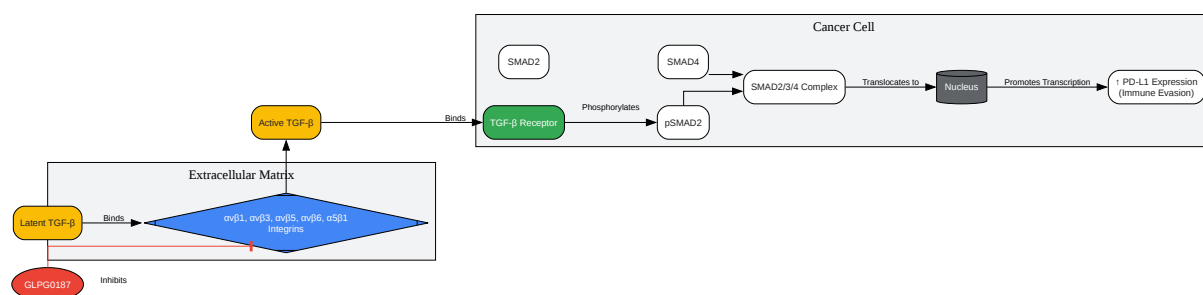 Cancer Cell
SMAD2
SMAD4
SMAD2/3/4 Complex
Translocates to
Nucleus
Promotes Transcription
↑ PD-L1 Expression
(Immune Evasion)
Active TGF-β
Binds
TGF-β Receptor
Phosphorylates
pSMAD2
Extracellular Matrix
Latent TGF-β
Binds
αvβ1, αvβ3, αvβ5, αvβ6, α5β1
Integrins
GLPG0187
Inhibits